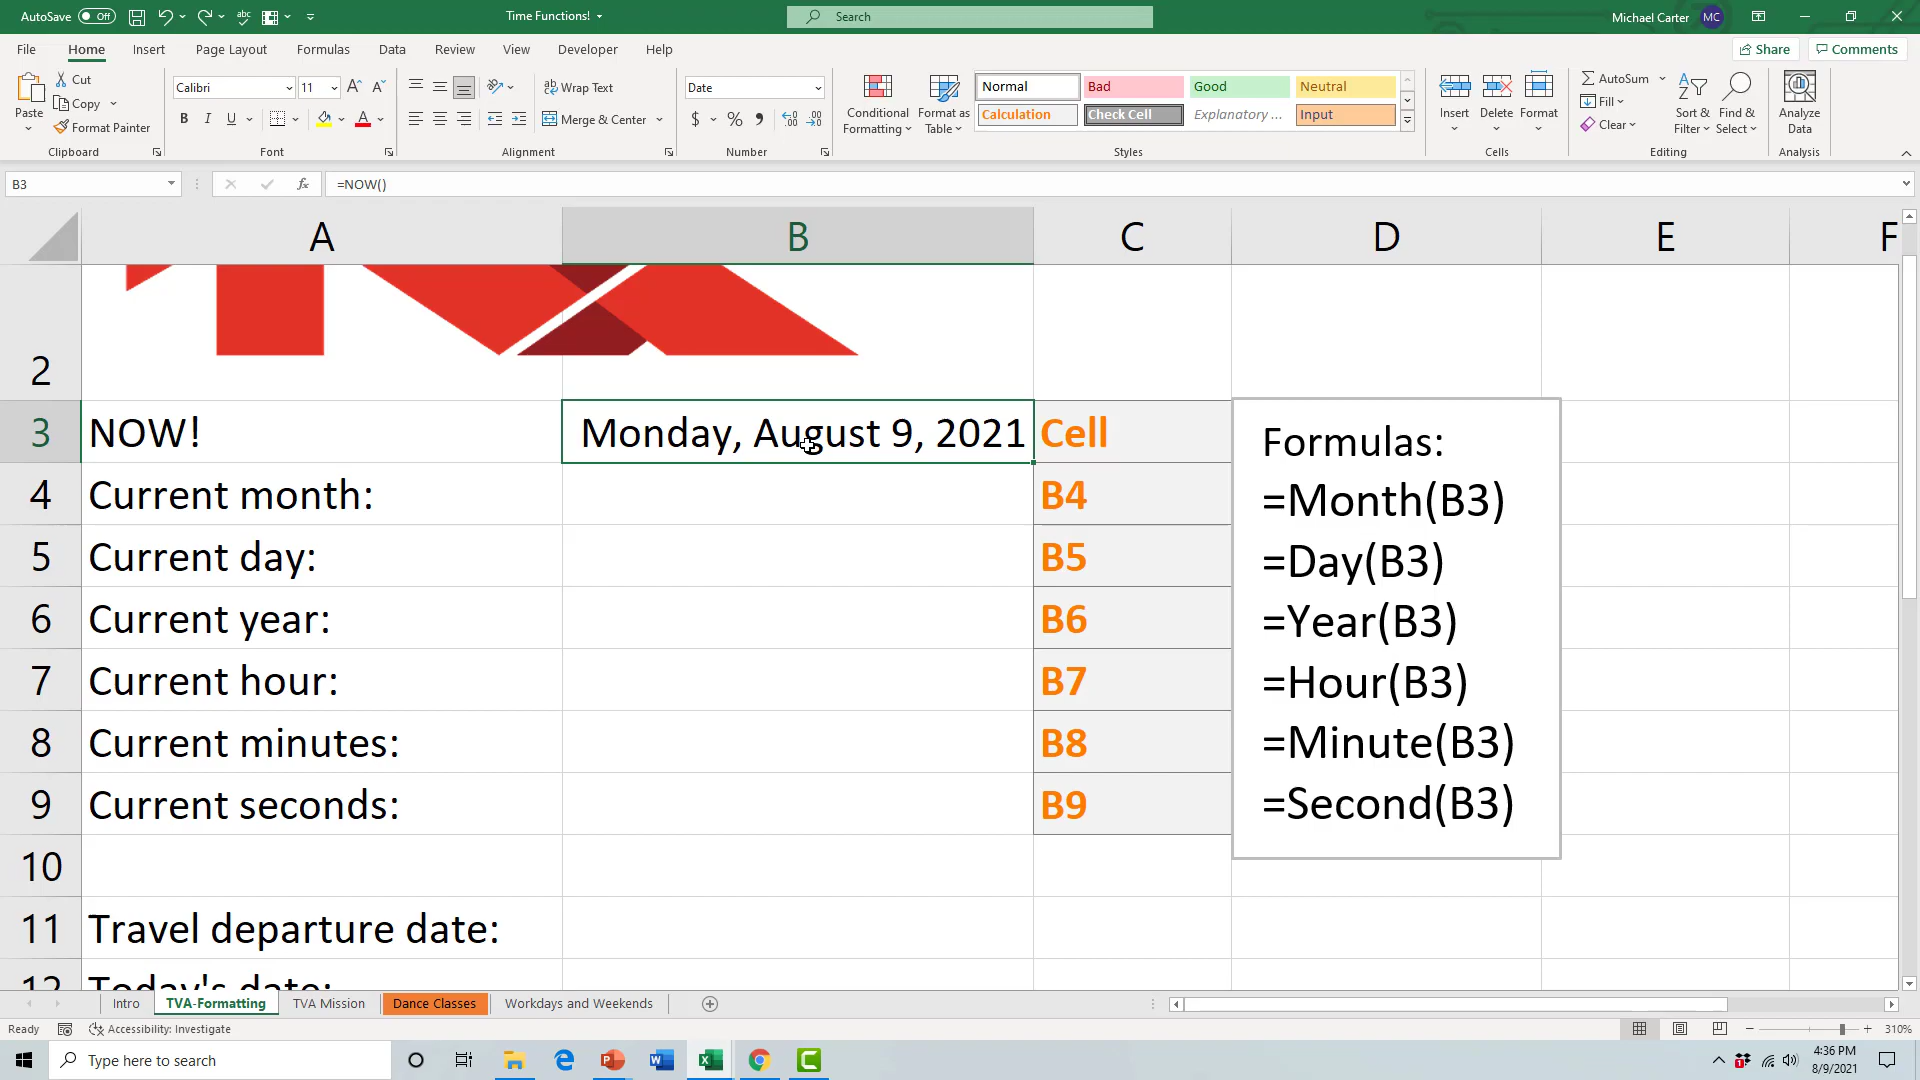 AutoSave Off Time Functions! Search Michael Carter MC
File Home Insert Page Layout Formulas Data Review View Developer Help Share Comments
Paste Cut Copy Format Painter Calibri 11 Wrap Text Merge & Center Date Conditional Formatting Format as Table Normal Bad Good Neutral Calculation Check Cell Explanatory ... Input Insert Delete Format AutoSum Fill Clear Sort & Filter Find & Select Analyze Data
Clipboard Font Alignment Number Styles Cells Editing Analysis
B3 =NOW()
A B C D E F
2
3 NOW! Monday, August 9, 2021 Cell Formulas:
4 Current month: B4 =Month(B3)
5 Current day: B5 =Day(B3)
6 Current year: B6 =Year(B3)
7 Current hour: B7 =Hour(B3)
8 Current minutes: B8 =Minute(B3)
9 Current seconds: B9 =Second(B3)
10
11 Travel departure date:
12 Today's date:
Intro TVA-Formatting TVA Mission Dance Classes Workdays and Weekends
Ready Accessibility: Investigate 310%
Type here to search 4:36 PM
8/9/2021